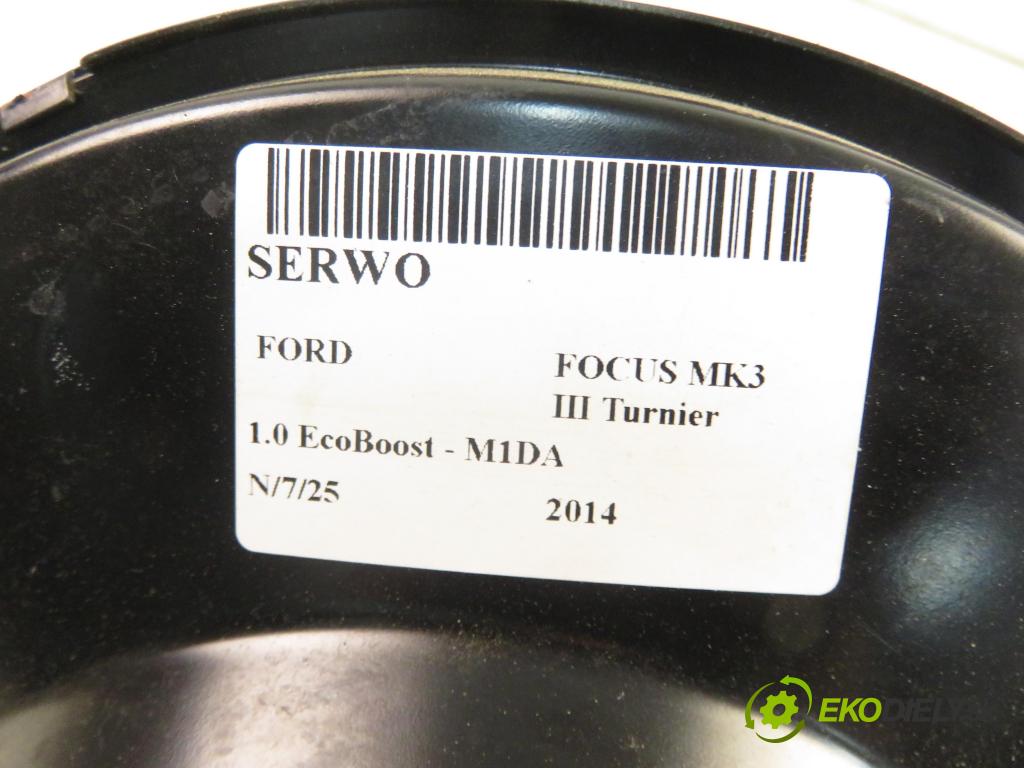 SERWO
FORD
FOCUS MK3
III Turnier
1.0 EcoBoost - M1DA
N/7/25
2014
EKODIELY